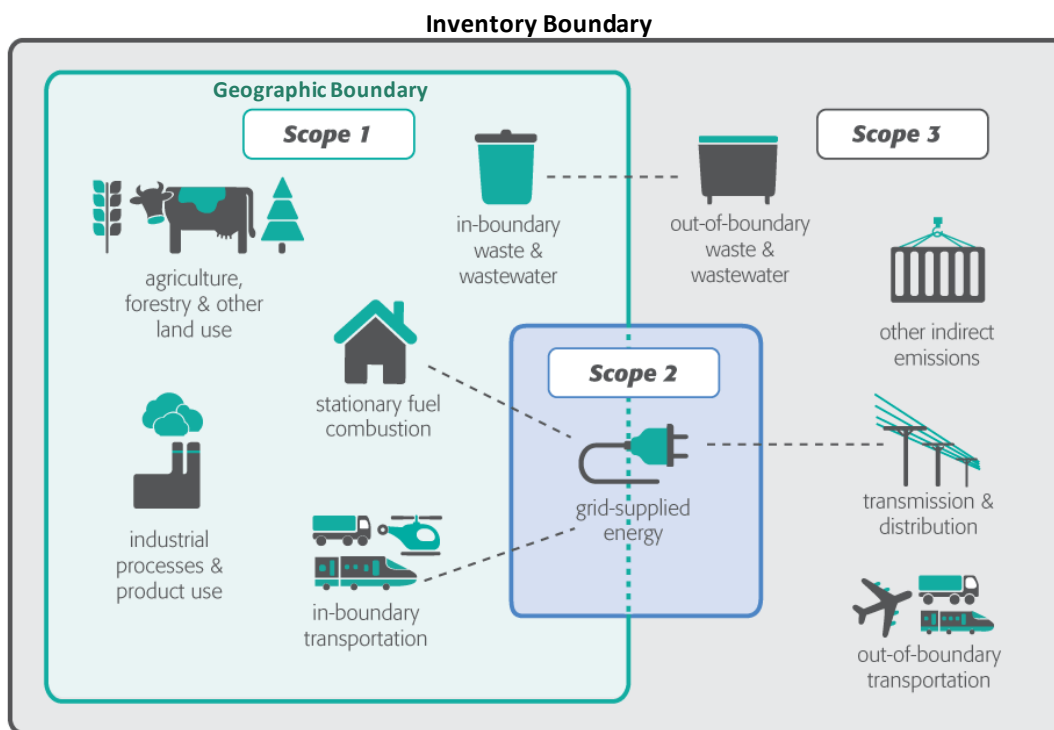 Inventory Boundary
Geographic Boundary
Scope 1
Scope 3
agriculture,
forestry & other
land use
in-boundary
waste &
wastewater
out-of-boundary
waste &
wastewater
other indirect
emissions
stationary fuel
combustion
Scope 2
grid-supplied
energy
transmission &
distribution
industrial
processes &
product use
in-boundary
transportation
out-of-boundary
transportation